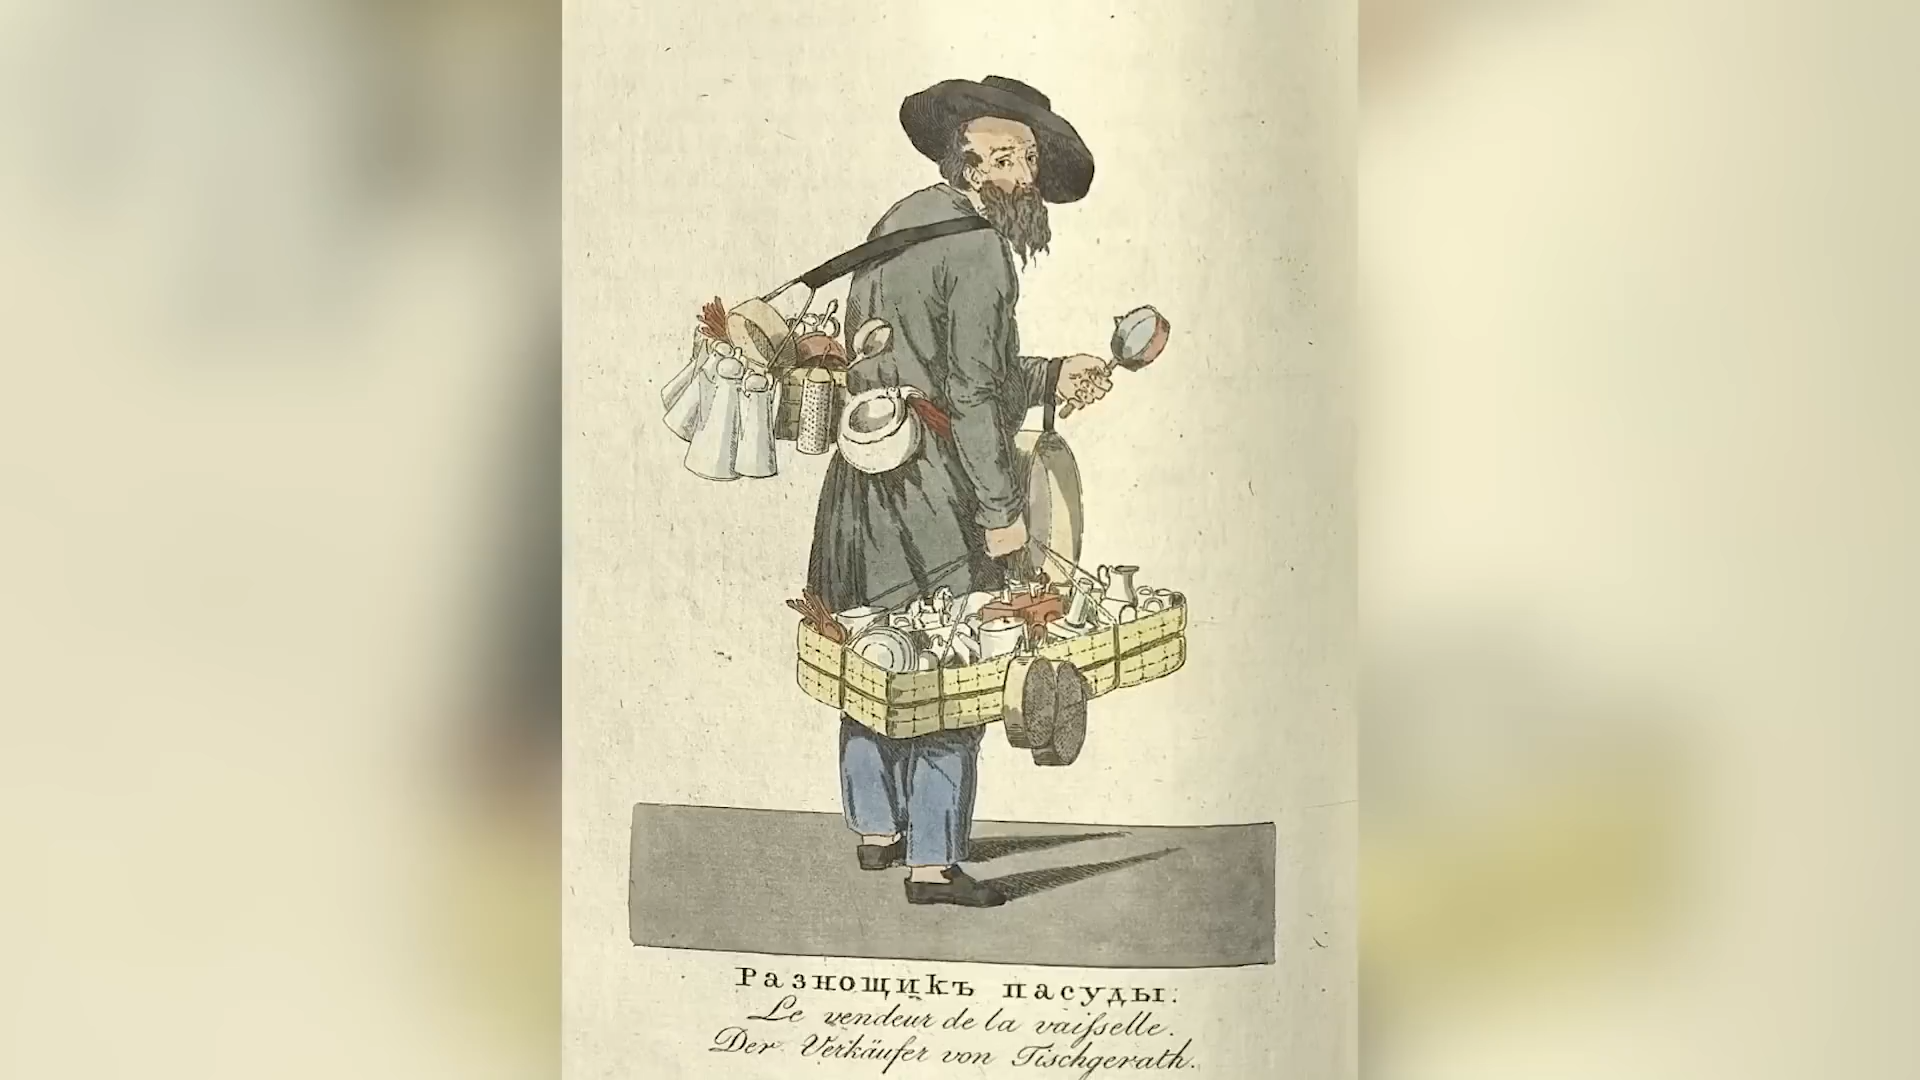 Разнощикъ пасуды.
Le vendeur de la vaiſselle.
Der Verkäufer von Tischgerath.